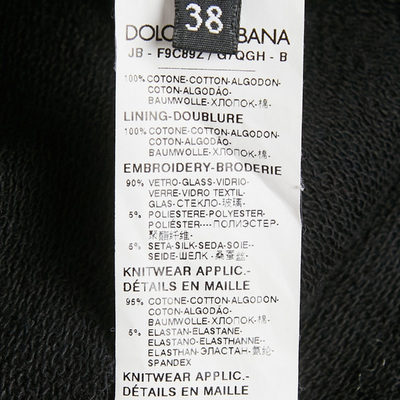 38
DOLC BANA
JB - F9C89Z / G7QGH - B
100% COTONE-COTTON-ALGODON-
COTON-ALGODÃO-
BAUMWOLLE-ХЛОПОК-棉-
LINING-DOUBLURE
100% COTONE-COTTON-ALGODON-
COTON-ALGODÃO-
BAUMWOLLE-ХЛОПОК-棉-
EMBROIDERY-BRODERIE
90% VETRO-GLASS-VIDRIO-
VERRE-VIDRO TEXTIL-
GLAS-СТЕКЛО-玻璃-
5% POLIESTERE-POLYESTER-
POLIÉSTER----ПОЛИЭСТЕР-
聚酯纤维-
5% SETA-SILK-SEDA-SOIE--
SEIDE-ШЕЛК -桑蚕丝-
KNITWEAR APPLIC.-
DÉTAILS EN MAILLE
95% COTONE-COTTON-ALGODON-
COTON-ALGODÃO-
BAUMWOLLE-ХЛОПОК-棉-
5% ELASTAN-ELASTANE-
ELASTANO-ELASTHANNE--
ELASTHAN-ЭЛАСТАН-氨纶-
SPANDEX
KNITWEAR APPLIC.-
DÉTAILS EN MAILLE